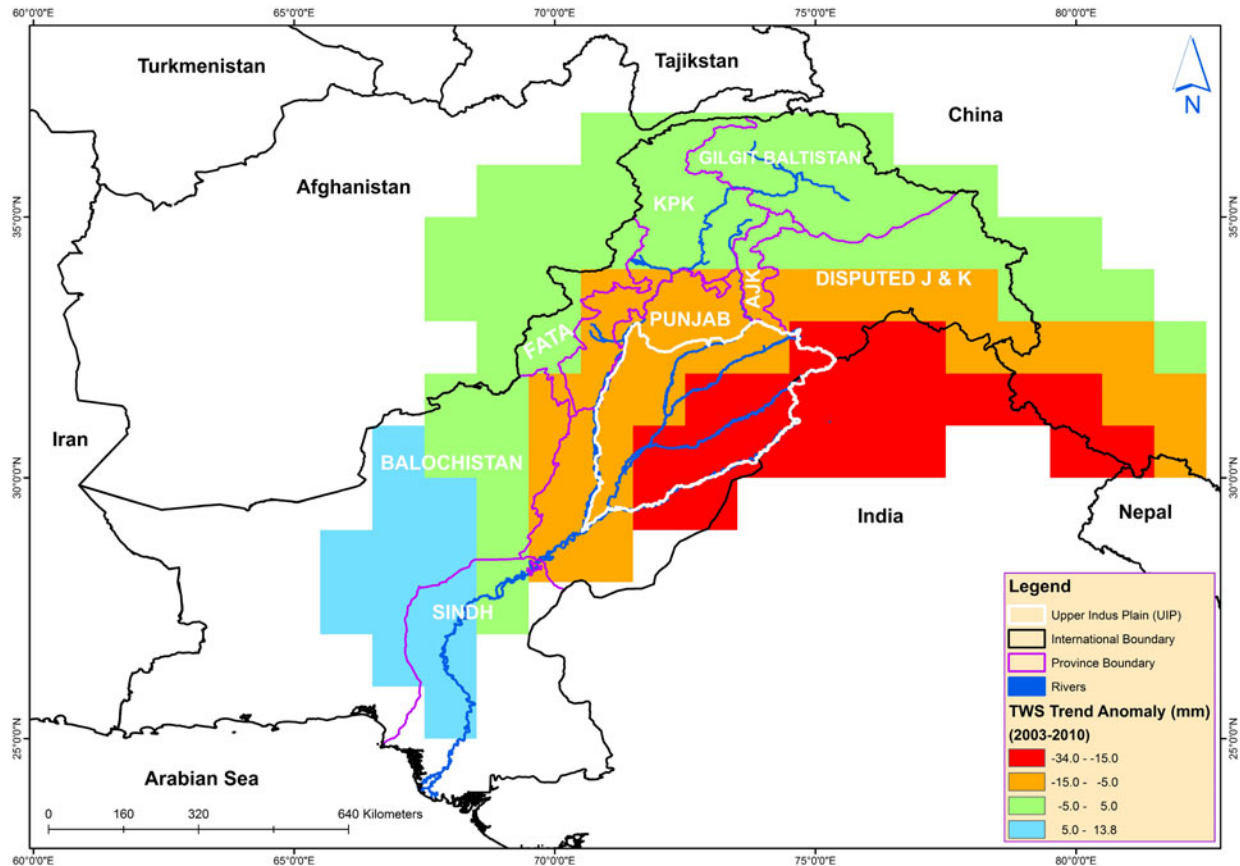 60°0'0"E 65°0'0"E 70°0'0"E 75°0'0"E 80°0'0"E
Turkmenistan
Tajikstan
China
N
Afghanistan
GILGIT BALTISTAN
KPK
35°0'0"N 35°0'0"N
DISPUTED J & K
AJK
PUNJAB
FATA
Iran
BALOCHISTAN
30°0'0"N 30°0'0"N
India
Nepal
SINDH
25°0'0"N 25°0'0"N
Arabian Sea
0 160 320 640 Kilometers
Legend
Upper Indus Plain (UIP)
International Boundary
Province Boundary
Rivers
TWS Trend Anomaly (mm)
(2003-2010)
-34.0 - -15.0
-15.0 - -5.0
-5.0 - 5.0
5.0 - 13.8
60°0'0"E 65°0'0"E 70°0'0"E 75°0'0"E 80°0'0"E